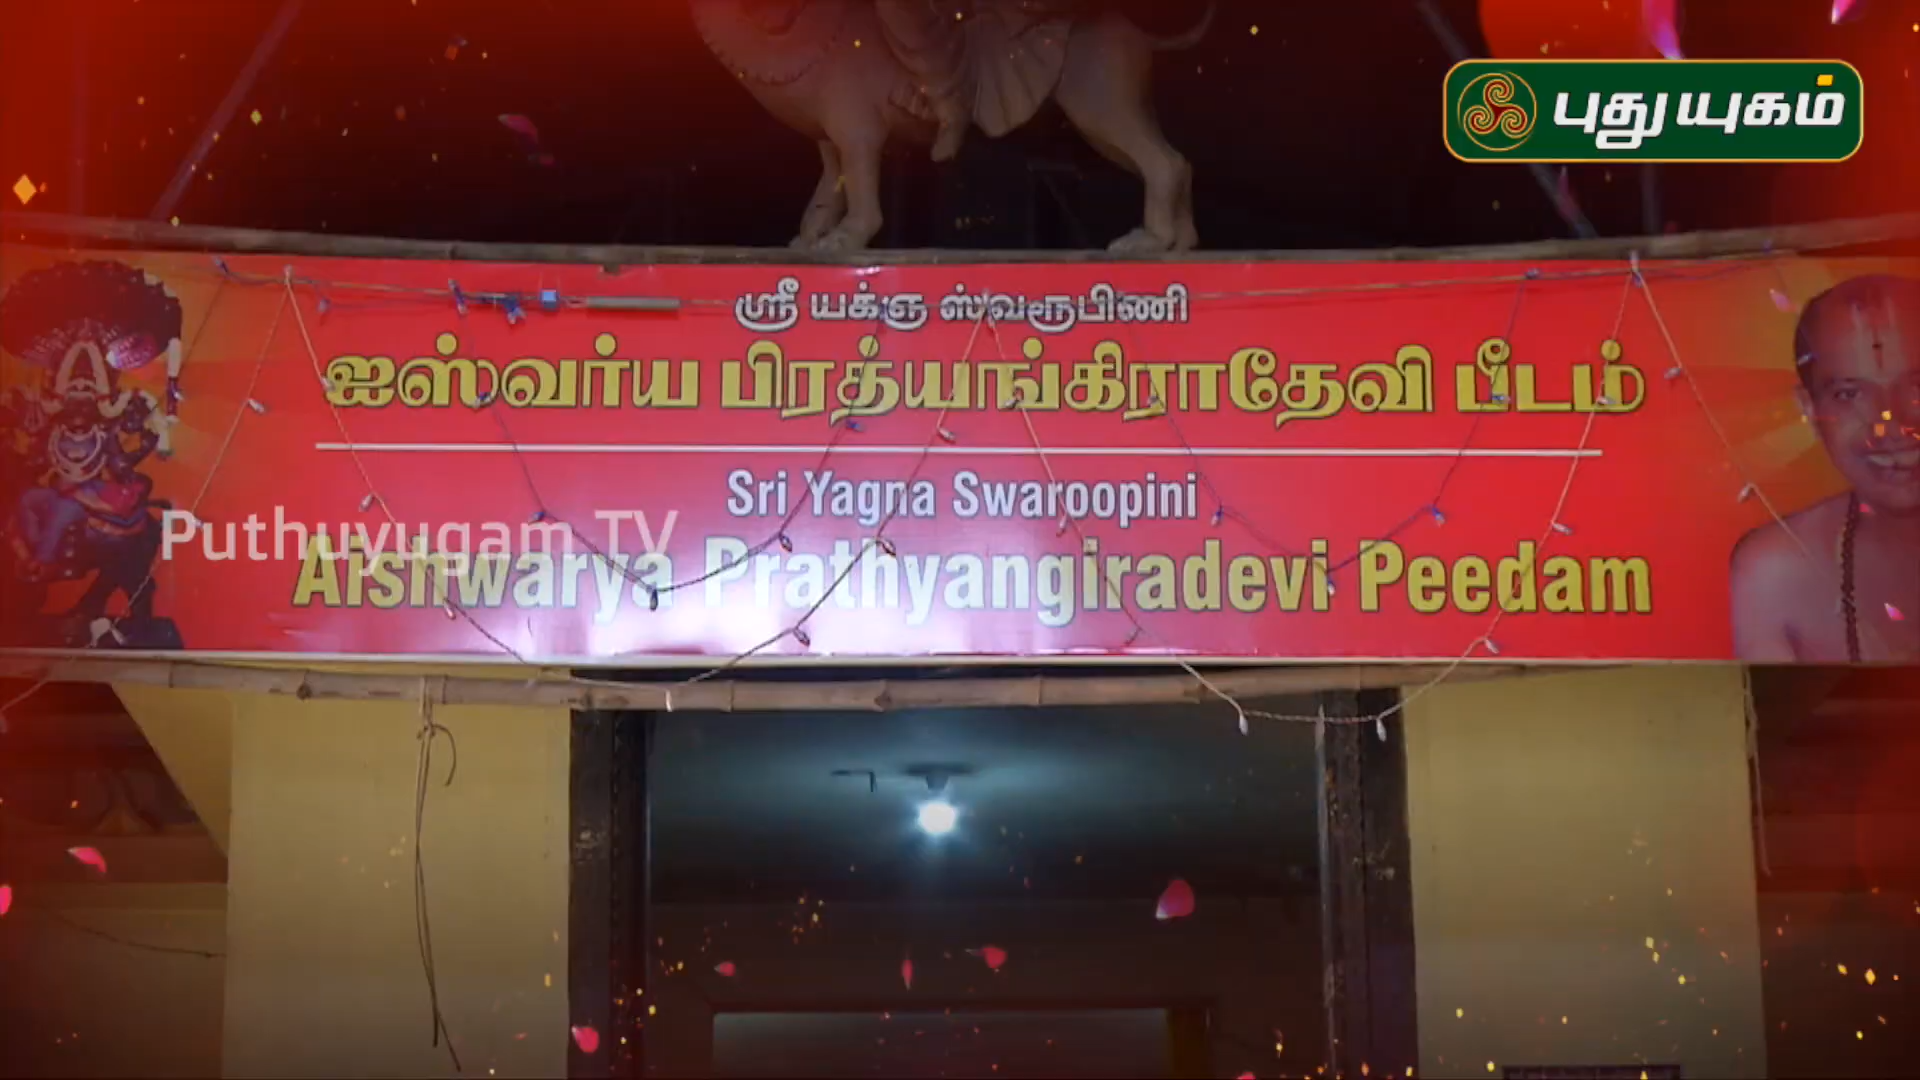 புதுயுகம்
ஸ்ரீ யக்ஞ ஸ்வரூபிணி
ஐஸ்வர்ய பிரத்யங்கிராதேவி பீடம்
Sri Yagna Swaroopini
Puthuyugam TV
Aishwarya Prathyangiradevi Peedam